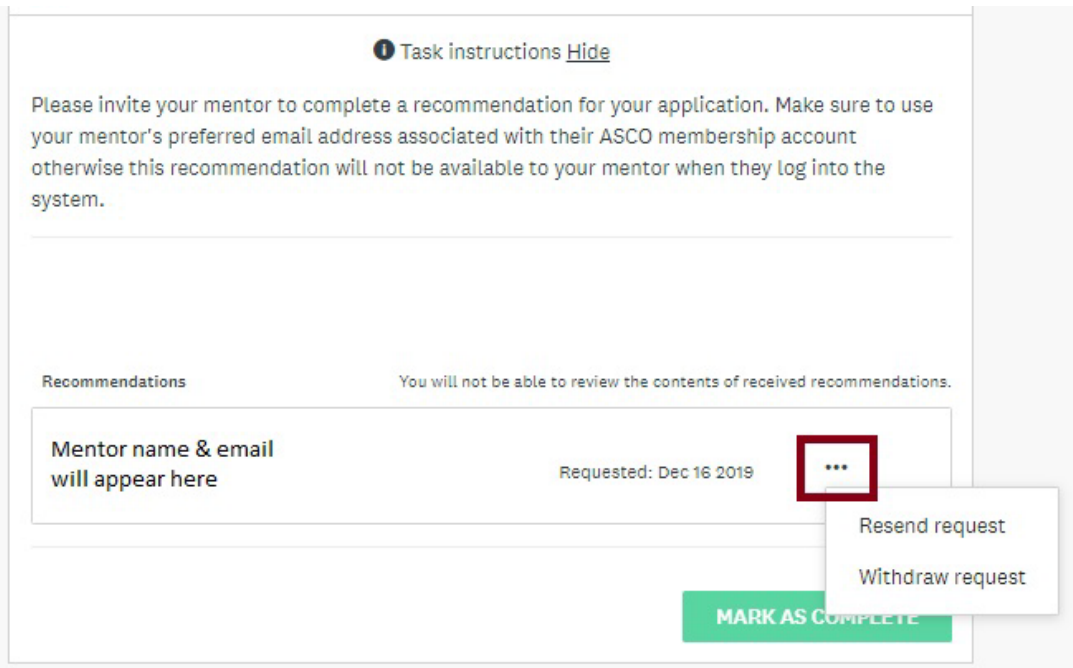 Task instructions Hide
Please invite your mentor to complete a recommendation for your application. Make sure to use
your mentor's preferred email address associated with their ASCO membership account
otherwise this recommendation will not be available to your mentor when they log into the
system.
Recommendations You will not be able to review the contents of received recommendations.
Mentor name & email
will appear here
Requested: Dec 16 2019 •••
Resend request
Withdraw request
MARK AS COMPLETE